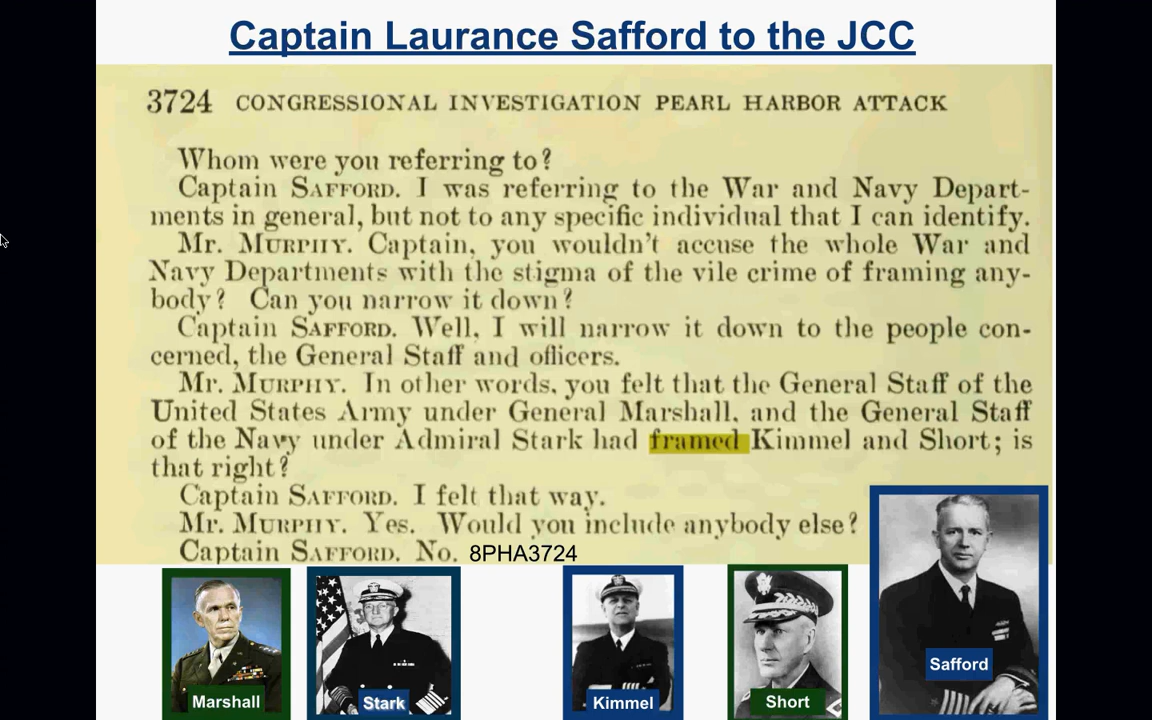 Captain Laurance Safford to the JCC
3724 CONGRESSIONAL INVESTIGATION PEARL HARBOR ATTACK
Whom were you referring to?
Captain SAFFORD. I was referring to the War and Navy Depart-
ments in general, but not to any specific individual that I can identify.
Mr. MURPHY. Captain, you wouldn't accuse the whole War and
Navy Departments with the stigma of the vile crime of framing any-
body? Can you narrow it down?
Captain SAFFORD. Well, I will narrow it down to the people con-
cerned, the General Staff and officers.
Mr. MURPHY. In other words, you felt that the General Staff of the
United States Army under General Marshall, and the General Staff
of the Navy under Admiral Stark had framed Kimmel and Short; is
that right?
Captain SAFFORD. I felt that way.
Mr. MURPHY. Yes. Would you include anybody else?
Captain SAFFORD. No. 8PHA3724
Marshall
Stark
Kimmel
Short
Safford